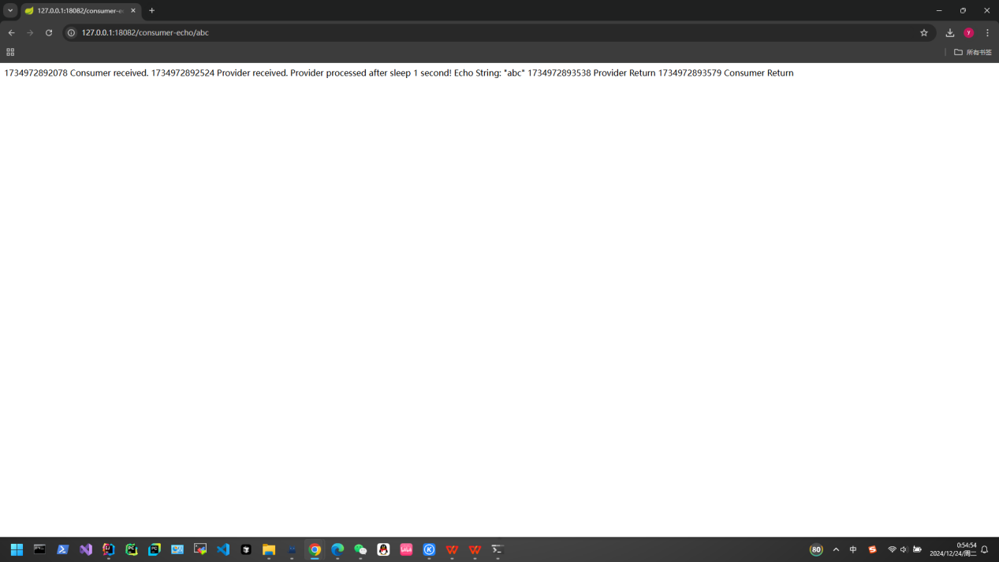 127.0.0.1:18082/consumer-e
127.0.0.1:18082/consumer-echo/abc
y
所有书签
1734972892078 Consumer received. 1734972892524 Provider received. Provider processed after sleep 1 second! Echo String: "abc" 1734972893538 Provider Return 1734972893579 Consumer Return
80
中
0:54:54
2024/12/24/周二